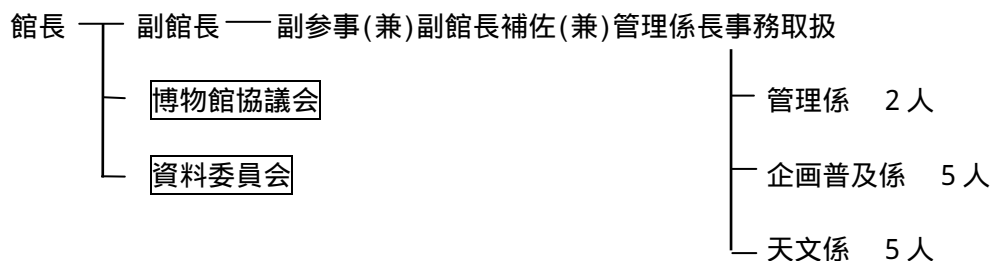 館長 副館長 副参事(兼)副館長補佐(兼)管理係長事務取扱
博物館協議会 管理係 2人
資料委員会 企画普及係 5人
天文係 5人